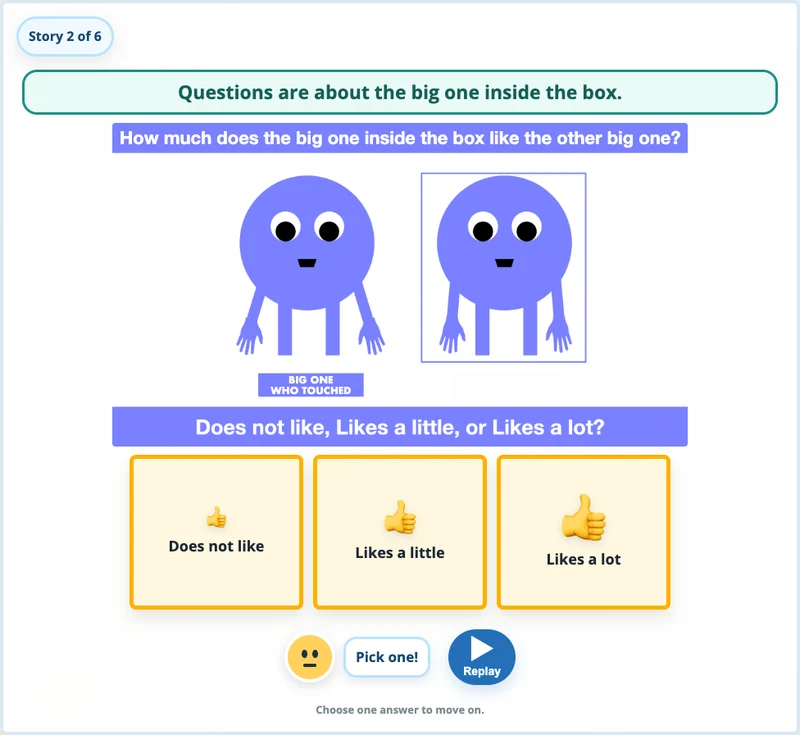 Story 2 of 6
Questions are about the big one inside the box.
How much does the big one inside the box like the other big one?
BIG ONE
WHO TOUCHED
Does not like, Likes a little, or Likes a lot?
Does not like
Likes a little
Likes a lot
Pick one!
Replay
Choose one answer to move on.